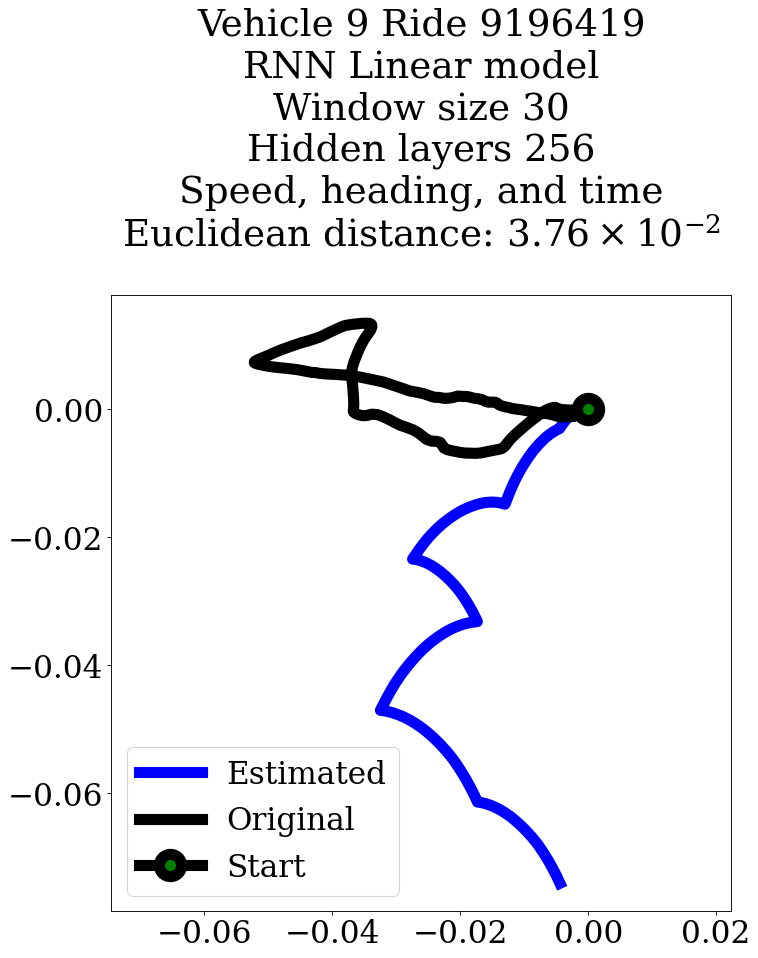 Vehicle 9 Ride 9196419
RNN Linear model
Window size 30
Hidden layers 256
Speed, heading, and time
Euclidean distance: 3.76 × 10⁻²
0.00
−0.02
−0.04
−0.06
Estimated
Original
Start
−0.06 −0.04 −0.02 0.00 0.02